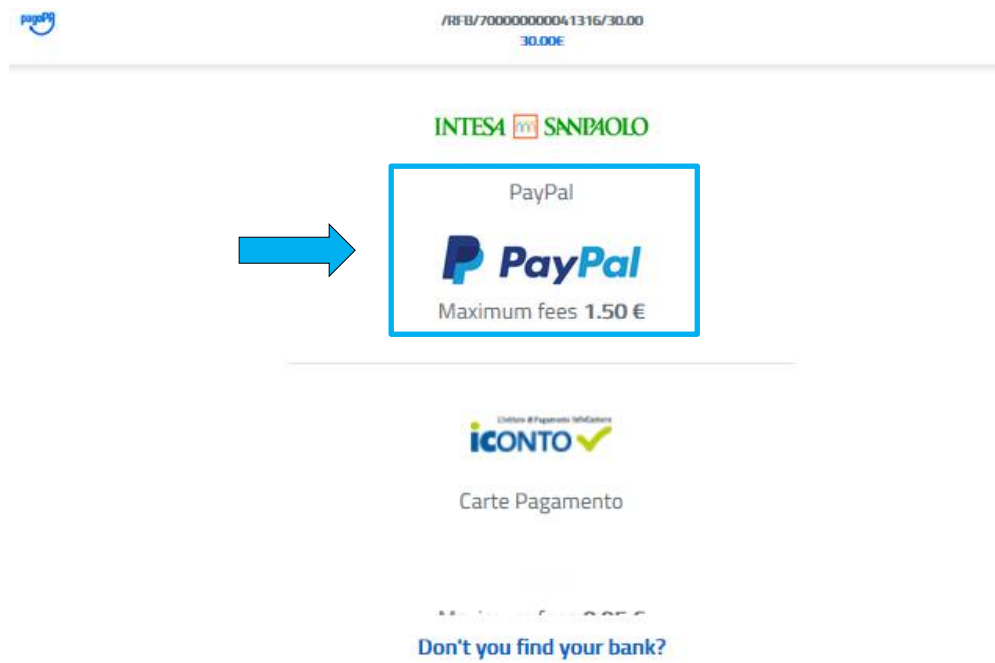 pagoPA
/RFB/700000000041316/30.00
30.00€
INTESA SANPAOLO
PayPal
PayPal
Maximum fees 1.50 €
iCONTO
Carte Pagamento
Don't you find your bank?